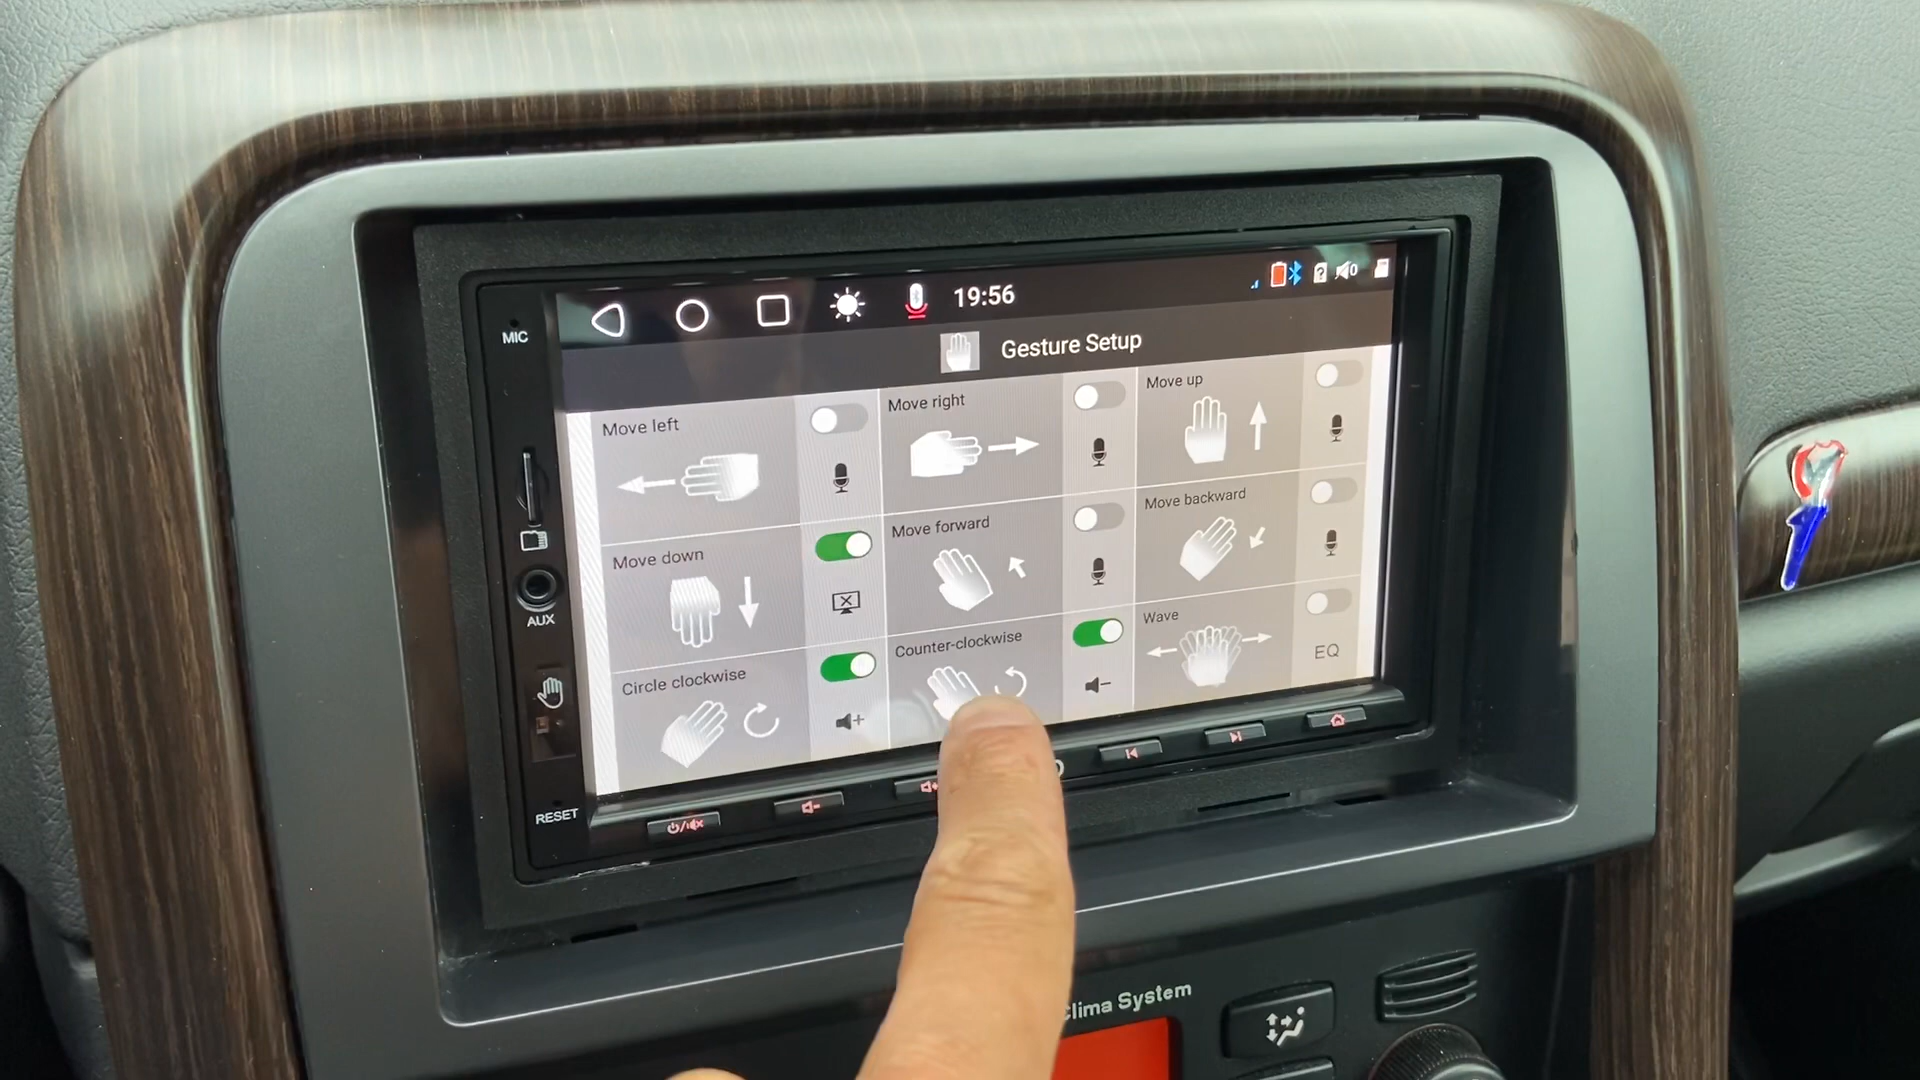 19:56
Gesture Setup
MIC
Move left
Move right
Move up
Move down
Move forward
Move backward
Circle clockwise
Counter-clockwise
Wave
EQ
AUX
RESET
Clima System